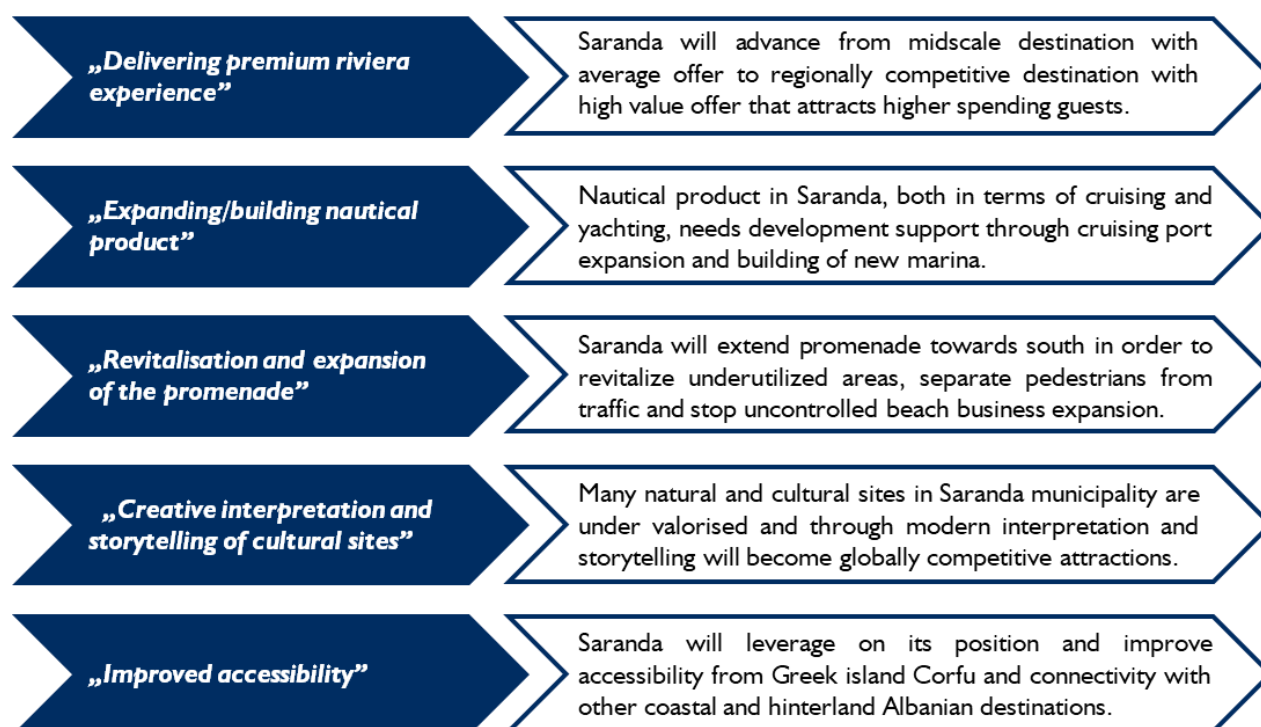 „Delivering premium riviera
experience”
Saranda will advance from midscale destination with
average offer to regionally competitive destination with
high value offer that attracts higher spending guests.
„Expanding/building nautical
product”
Nautical product in Saranda, both in terms of cruising and
yachting, needs development support through cruising port
expansion and building of new marina.
„Revitalisation and expansion
of the promenade”
Saranda will extend promenade towards south in order to
revitalize underutilized areas, separate pedestrians from
traffic and stop uncontrolled beach business expansion.
„Creative interpretation and
storytelling of cultural sites”
Many natural and cultural sites in Saranda municipality are
under valorised and through modern interpretation and
storytelling will become globally competitive attractions.
„Improved accessibility”
Saranda will leverage on its position and improve
accessibility from Greek island Corfu and connectivity with
other coastal and hinterland Albanian destinations.